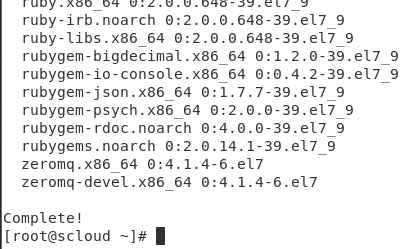 ruby.x86_64 0:2.0.0.648-39.el7_9
ruby-irb.noarch 0:2.0.0.648-39.el7_9
ruby-libs.x86_64 0:2.0.0.648-39.el7_9
rubygem-bigdecimal.x86_64 0:1.2.0-39.el7_9
rubygem-io-console.x86_64 0:0.4.2-39.el7_9
rubygem-json.x86_64 0:1.7.7-39.el7_9
rubygem-psych.x86_64 0:2.0.0-39.el7_9
rubygem-rdoc.noarch 0:4.0.0-39.el7_9
rubygems.noarch 0:2.0.14.1-39.el7_9
zeromq.x86_64 0:4.1.4-6.el7
zeromq-devel.x86_64 0:4.1.4-6.el7
Complete!
[root@scloud ~]#